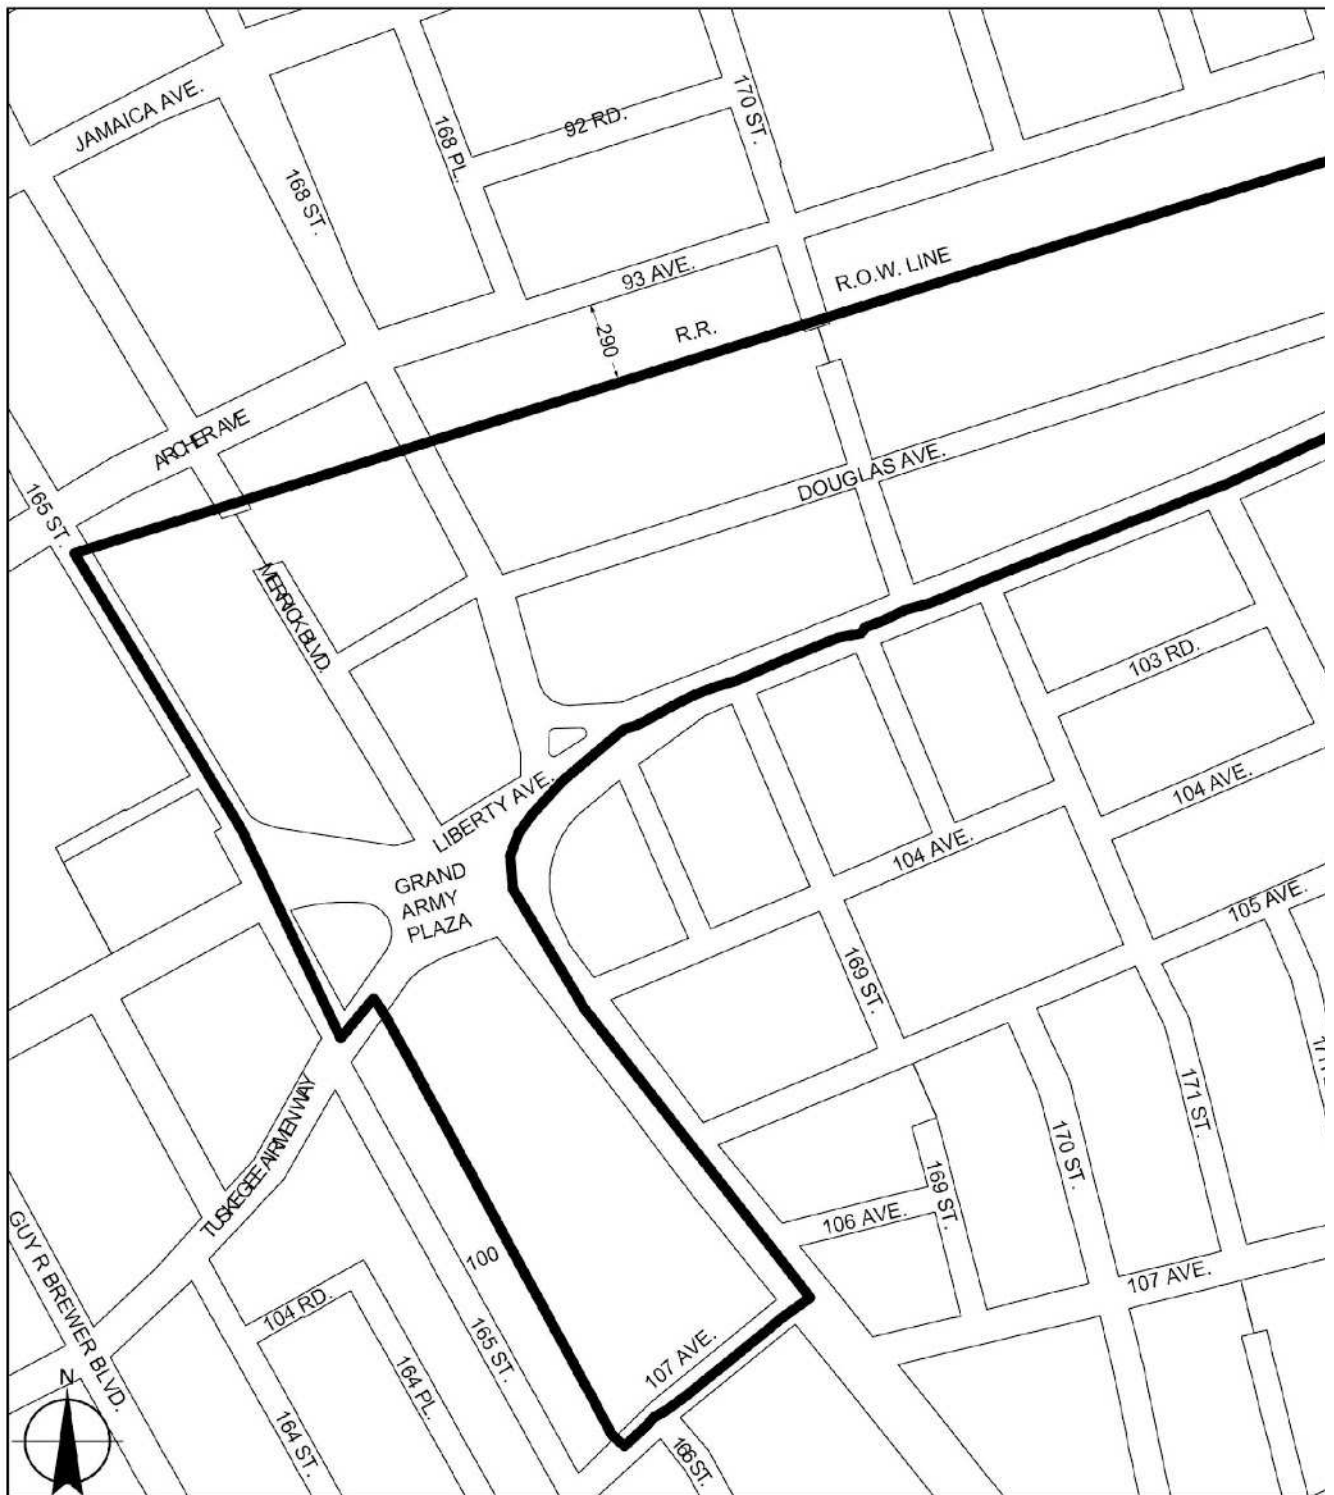 JAMAICA AVE.
168 ST.
168 PL.
92 RD.
170 ST.
93 AVE.
R.O.W. LINE
R.R.
290
ARCHER AVE
165 ST.
DOUGLAS AVE.
MERRICK BLVD.
103 RD.
LIBERTY AVE.
104 AVE.
104 AVE.
GRAND
ARMY
PLAZA
105 AVE.
169 ST.
171 ST.
170 ST.
TUSKEGEE AIRMEN WAY
169 ST.
106 AVE.
GUY R BREWER BLVD.
100
107 AVE.
104 RD.
165 ST.
107 AVE.
164 PL.
N
164 ST.
166 ST.